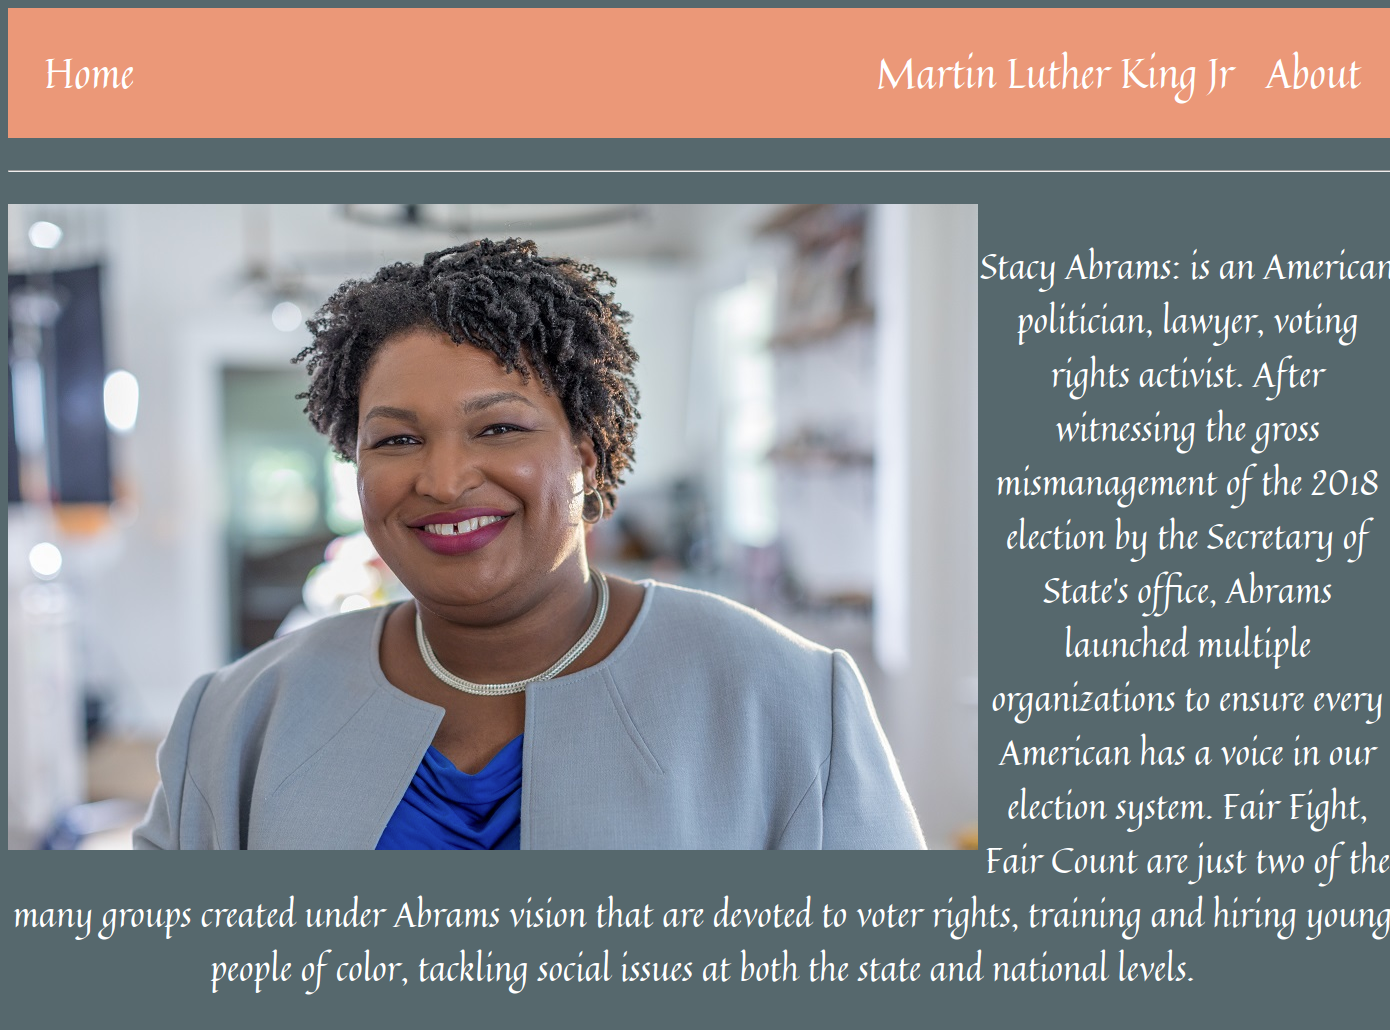 Home
Martin Luther King Jr
About
Stacy Abrams: is an American
politician, lawyer, voting
rights activist. After
witnessing the gross
mismanagement of the 2018
election by the Secretary of
State's office, Abrams
launched multiple
organizations to ensure every
American has a voice in our
election system. Fair Fight,
Fair Count are just two of the
many groups created under Abrams vision that are devoted to voter rights, training and hiring young
people of color, tackling social issues at both the state and national levels.